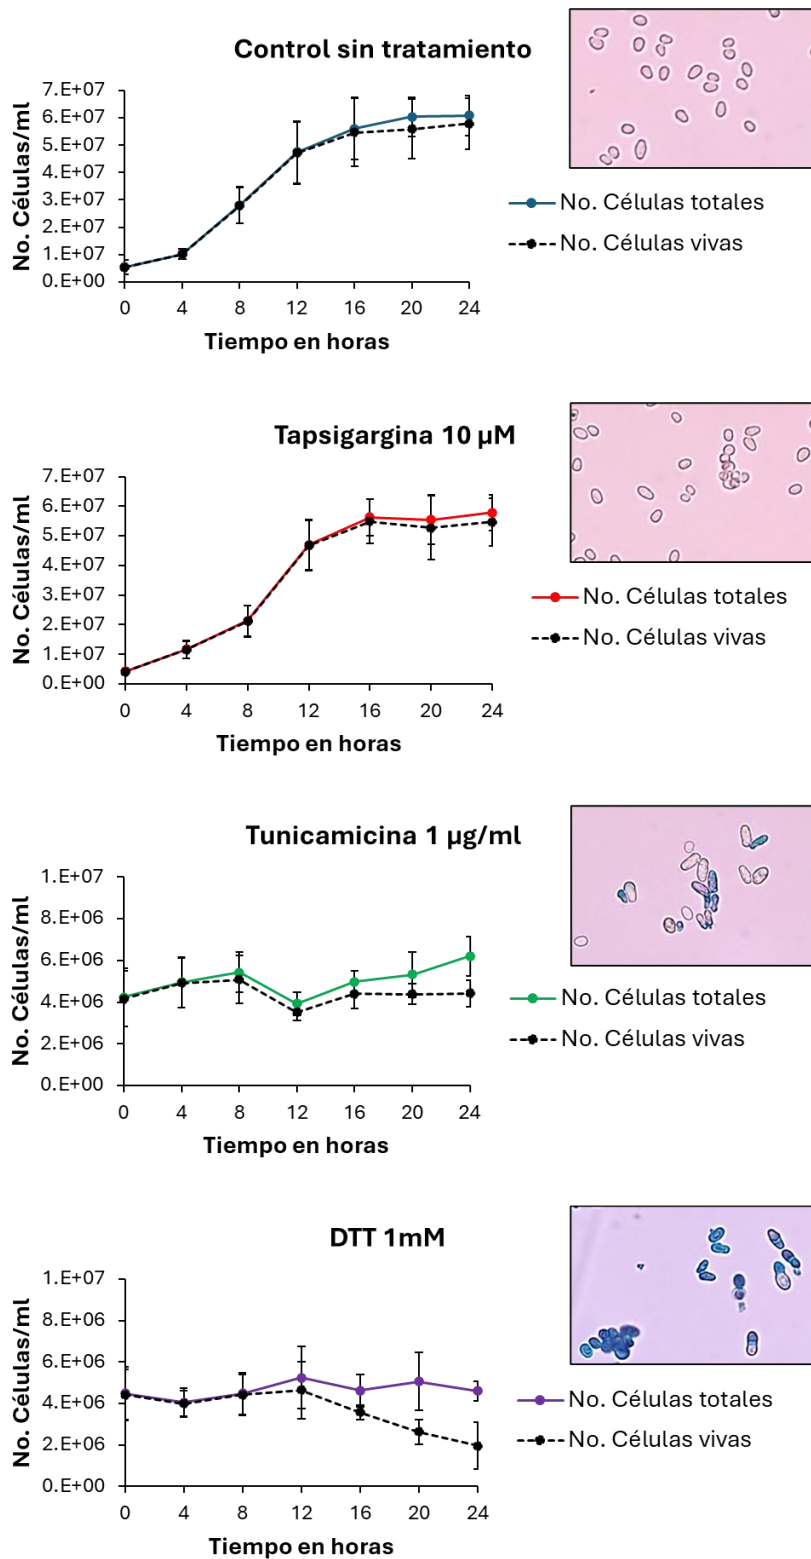 Control sin tratamiento
No. Células/ml
7.E+07
6.E+07
5.E+07
4.E+07
3.E+07
2.E+07
1.E+07
0.E+00
0 4 8 12 16 20 24
Tiempo en horas
No. Células totales
No. Células vivas
Tapsigargina 10 µM
No. Células/ml
7.E+07
6.E+07
5.E+07
4.E+07
3.E+07
2.E+07
1.E+07
0.E+00
0 4 8 12 16 20 24
Tiempo en horas
No. Células totales
No. Células vivas
Tunicamicina 1 µg/ml
No. Células/ml
1.E+07
8.E+06
6.E+06
4.E+06
2.E+06
0.E+00
0 4 8 12 16 20 24
Tiempo en horas
No. Células totales
No. Células vivas
DTT 1mM
No. Células/ml
1.E+07
8.E+06
6.E+06
4.E+06
2.E+06
0.E+00
0 4 8 12 16 20 24
Tiempo en horas
No. Células totales
No. Células vivas